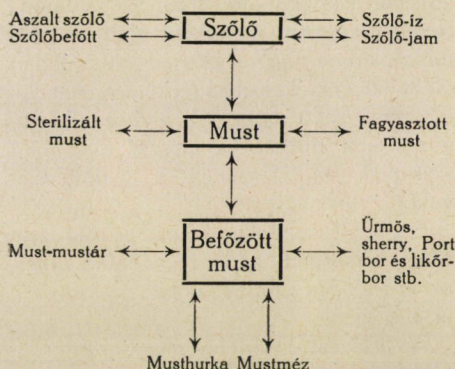 Aszalt szőlő
Szőlőbefőtt
Szőlő
Szőlő-íz
Szőlő-jam
Sterilizált
must
Must
Fagyasztott
must
Must-mustár
Befőzött
must
Ürmös,
sherry, Port
bor és likőr-
bor stb.
Musthurka Mustméz